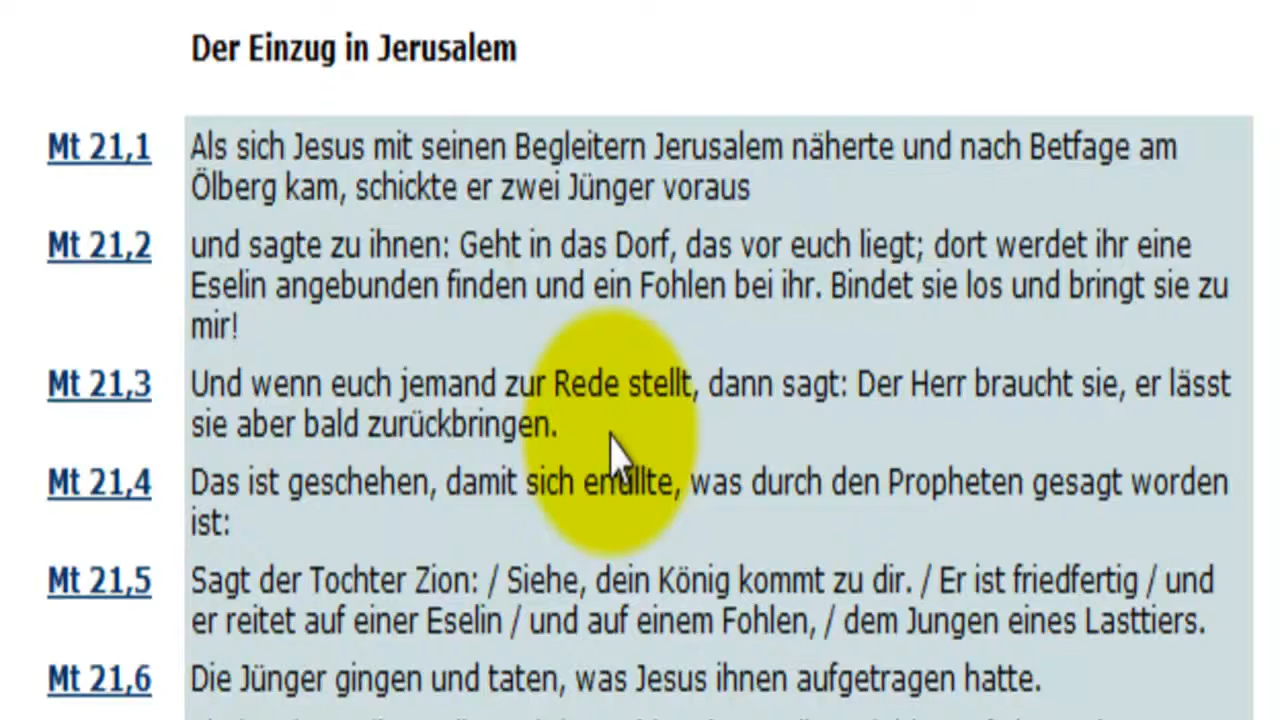 Der Einzug in Jerusalem
Mt 21,1 Als sich Jesus mit seinen Begleitern Jerusalem näherte und nach Betfage am
Ölberg kam, schickte er zwei Jünger voraus
Mt 21,2 und sagte zu ihnen: Geht in das Dorf, das vor euch liegt; dort werdet ihr eine
Eselin angebunden finden und ein Fohlen bei ihr. Bindet sie los und bringt sie zu
mir!
Mt 21,3 Und wenn euch jemand zur Rede stellt, dann sagt: Der Herr braucht sie, er lässt
sie aber bald zurückbringen.
Mt 21,4 Das ist geschehen, damit sich erfüllte, was durch den Propheten gesagt worden
ist:
Mt 21,5 Sagt der Tochter Zion: / Siehe, dein König kommt zu dir. / Er ist friedfertig / und
er reitet auf einer Eselin / und auf einem Fohlen, / dem Jungen eines Lasttiers.
Mt 21,6 Die Jünger gingen und taten, was Jesus ihnen aufgetragen hatte.